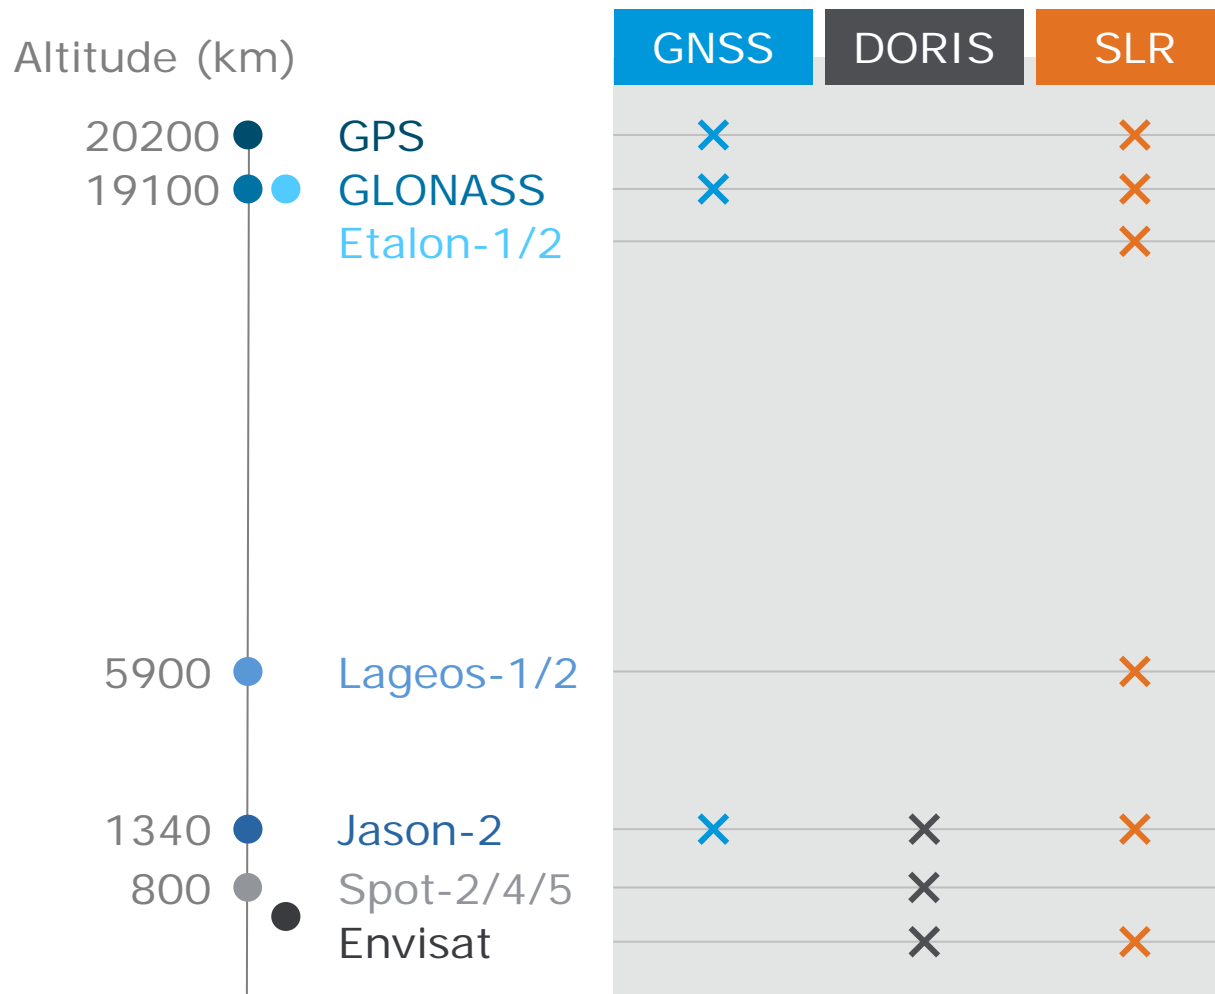 Altitude (km) GNSS DORIS SLR
20200 GPS
19100 GLONASS
Etalon-1/2
5900 Lageos-1/2
1340 Jason-2
800 Spot-2/4/5
Envisat